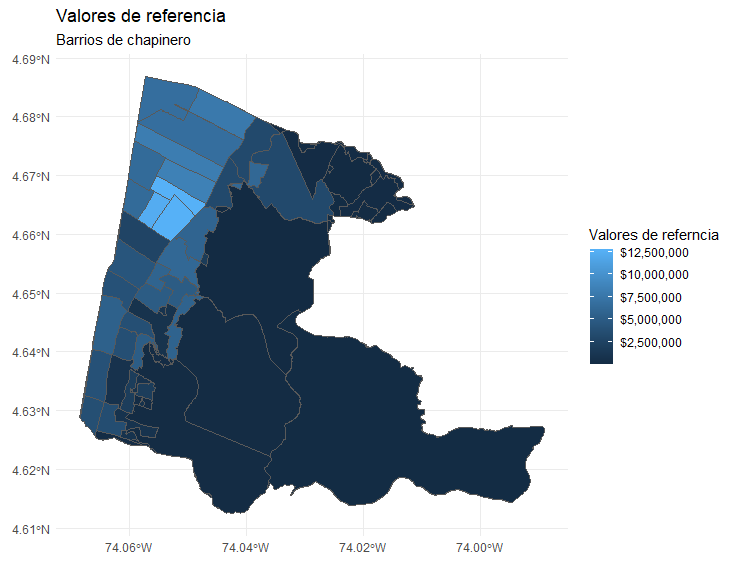 Valores de referencia
Barrios de chapinero
4.69°N
4.68°N
4.67°N
4.66°N
4.65°N
4.64°N
4.63°N
4.62°N
4.61°N
74.06°W
74.04°W
74.02°W
74.00°W
Valores de referncia
$12,500,000
$10,000,000
$7,500,000
$5,000,000
$2,500,000